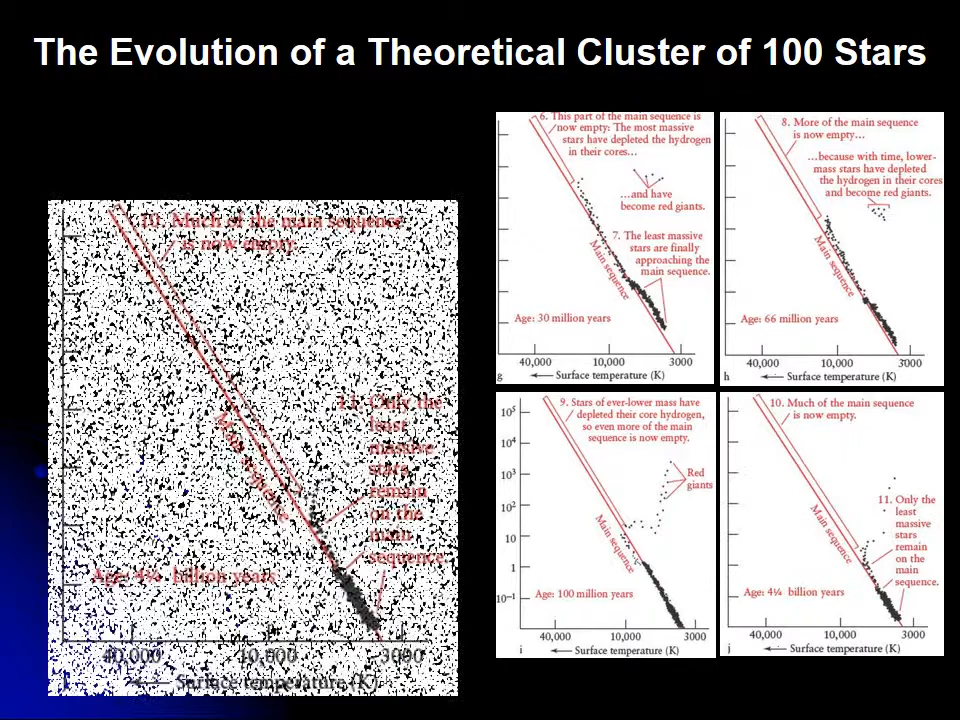 The Evolution of a Theoretical Cluster of 100 Stars
10. Much of the main sequence
is now empty.
11. Only the
least
massive
stars
remain
on the
main
sequence.
Main sequence
Age: 4¼ billion years
40,000 10,000 3000
Surface temperature (K)
6. This part of the main sequence is
now empty: The most massive
stars have depleted the hydrogen
in their cores...
...and have
become red giants.
7. The least massive
stars are finally
approaching the
main sequence.
Main sequence
Age: 30 million years
40,000 10,000 3000
g Surface temperature (K)
8. More of the main sequence
is now empty...
...because with time, lower-
mass stars have depleted
the hydrogen in their cores
and become red giants.
Main sequence
Age: 66 million years
40,000 10,000 3000
h Surface temperature (K)
9. Stars of ever-lower mass have
depleted their core hydrogen,
so even more of the main
sequence is now empty.
10⁵
10⁴
10³
10²
10
1
10⁻¹
Red
giants
Main sequence
Age: 100 million years
40,000 10,000 3000
i Surface temperature (K)
10. Much of the main sequence
is now empty.
11. Only the
least
massive
stars
remain
on the
main
sequence.
Main sequence
Age: 4¼ billion years
40,000 10,000 3000
j Surface temperature (K)